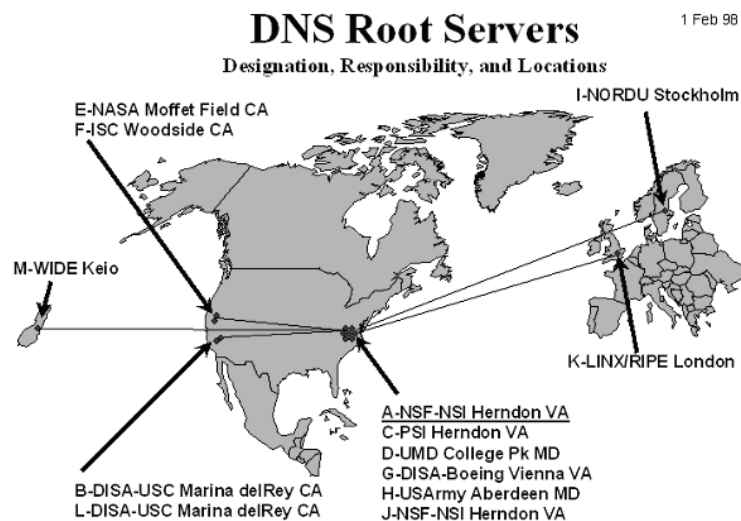 DNS Root Servers
1 Feb 98
Designation, Responsibility, and Locations
E-NASA Moffet Field CA
F-ISC Woodside CA
I-NORDU Stockholm
M-WIDE Keio
K-LINX/RIPE London
A-NSF-NSI Herndon VA
C-PSI Herndon VA
D-UMD College Pk MD
G-DISA-Boeing Vienna VA
H-USArmy Aberdeen MD
J-NSF-NSI Herndon VA
B-DISA-USC Marina delRey CA
L-DISA-USC Marina delRey CA